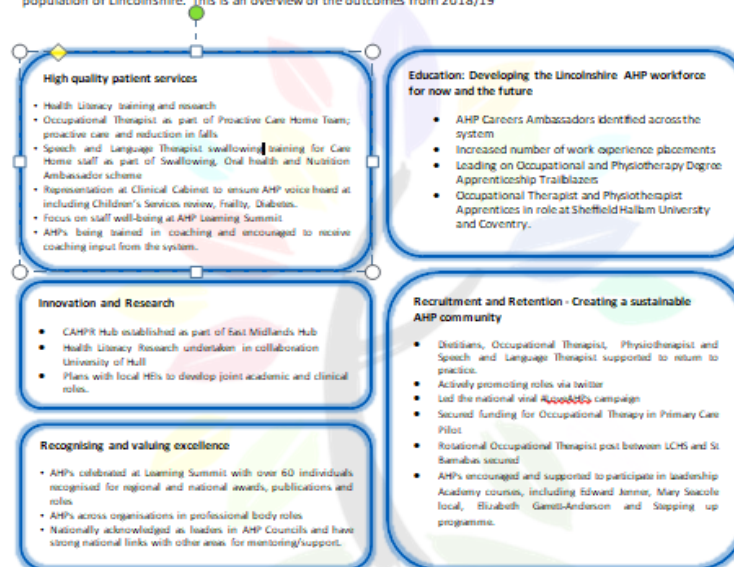 population of Lincolnshire. This is an overview of the outcomes from 2018/19
High quality patient services
• Health Literacy training and research
• Occupational Therapist as part of Proactive Care Home Team;
proactive care and reduction in falls
• Speech and Language Therapist swallowing training for Care
Home staff as part of Swallowing, Oral health and Nutrition
Ambassador scheme
• Representation at Clinical Cabinet to ensure AHP voice heard at
including Children's Services review, Frailty, Diabetes.
• Focus on staff well-being at AHP Learning Summit
• AHPs being trained in coaching and encouraged to receive
coaching input from the system.
Innovation and Research
• CAHPR Hub established as part of East Midlands Hub
• Health Literacy Research undertaken in collaboration
University of Hull
• Plans with local HEIs to develop joint academic and clinical
roles.
Recognising and valuing excellence
• AHPs celebrated at Learning Summit with over 60 individuals
recognised for regional and national awards, publications and
roles
• AHPs across organisations in professional body roles
• Nationally acknowledged as leaders in AHP Councils and have
strong national links with other areas for mentoring/support.
Education: Developing the Lincolnshire AHP workforce
for now and the future
• AHP Careers Ambassadors identified across the
system
• Increased number of work experience placements
• Leading on Occupational and Physiotherapy Degree
Apprenticeship Trailblazers
• Occupational Therapist and Physiotherapist
Apprentices in role at Sheffield Hallam University
and Coventry.
Recruitment and Retention - Creating a sustainable
AHP community
• Dietitians, Occupational Therapist, Physiotherapist and
Speech and Language Therapist supported to return to
practice.
• Actively promoting roles via twitter
• Led the national viral #LoveAHPs campaign
• Secured funding for Occupational Therapy in Primary Care
Pilot
• Rotational Occupational Therapist post between LCHS and St
Barnabas secured
• AHPs encouraged and supported to participate in Leadership
Academy courses, including Edward Jenner, Mary Seacole
local, Elizabeth Garrett-Anderson and Stepping up
programme.